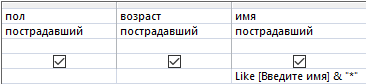 пол возраст имя
пострадавший пострадавший пострадавший
Like [Введите имя] & "*"